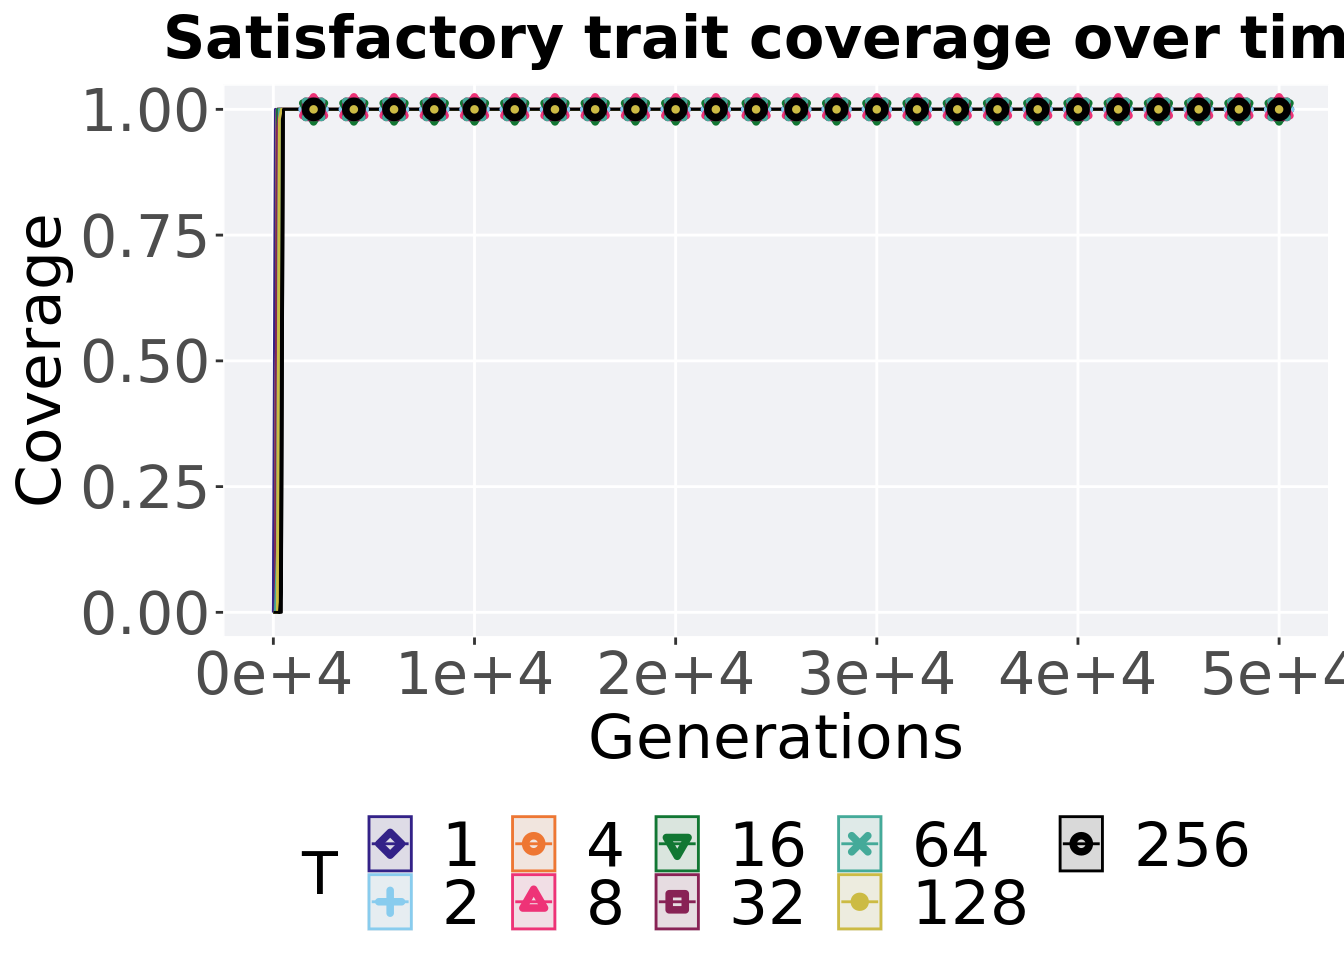 Satisfactory trait coverage over tim
1.00
0.75
0.50
0.25
0.00
Coverage
0e+4 1e+4 2e+4 3e+4 4e+4 5e+4
Generations
T
1 4 16 64 256
2 8 32 128